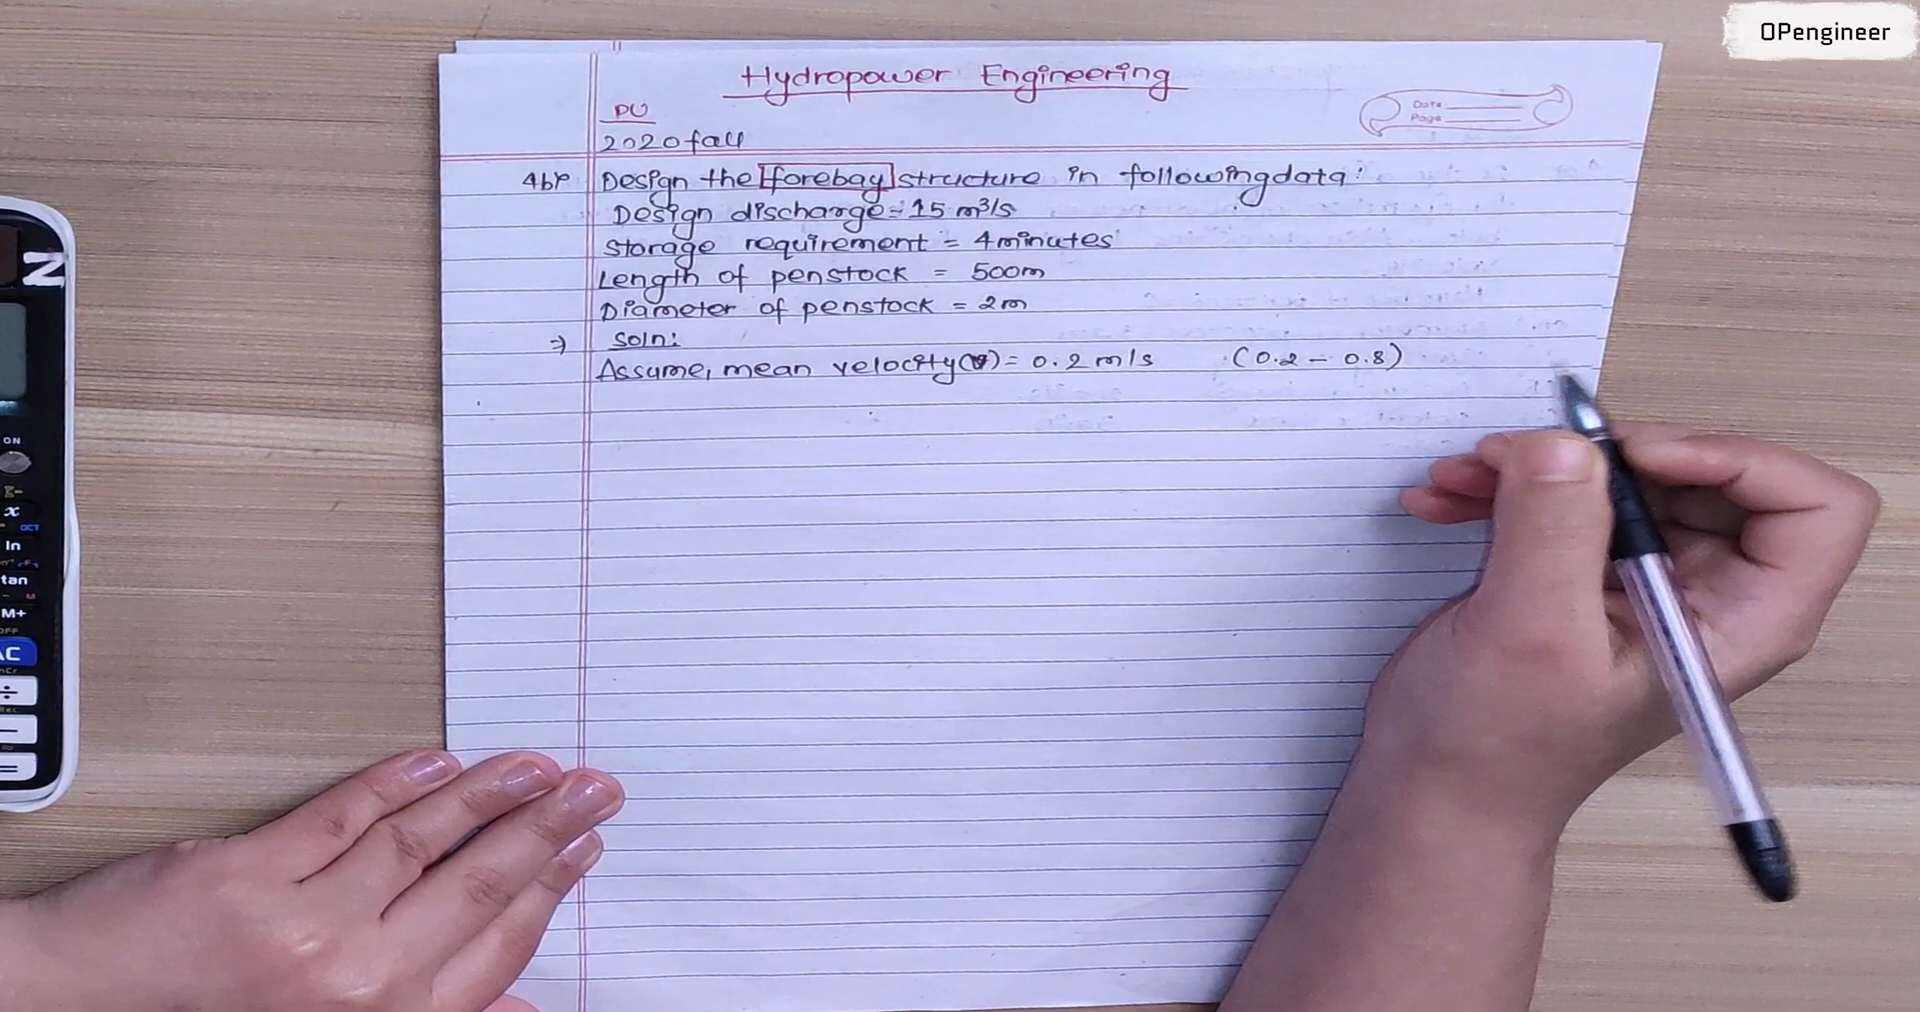 OPengineer
Hydropower Engineering
PU
2020 fall
Date
Page
4b) Design the forebay structure in following data:
Design discharge = 15 m³/s
Storage requirement = 4 minutes
Length of penstock = 500m
Diameter of penstock = 2m
⇒ Soln:
Assume, mean velocity (V) = 0.2 m/s (0.2 - 0.8)
N
ON
x
OCT
ln
tan
M
M+
OFF
AC
÷
−
=